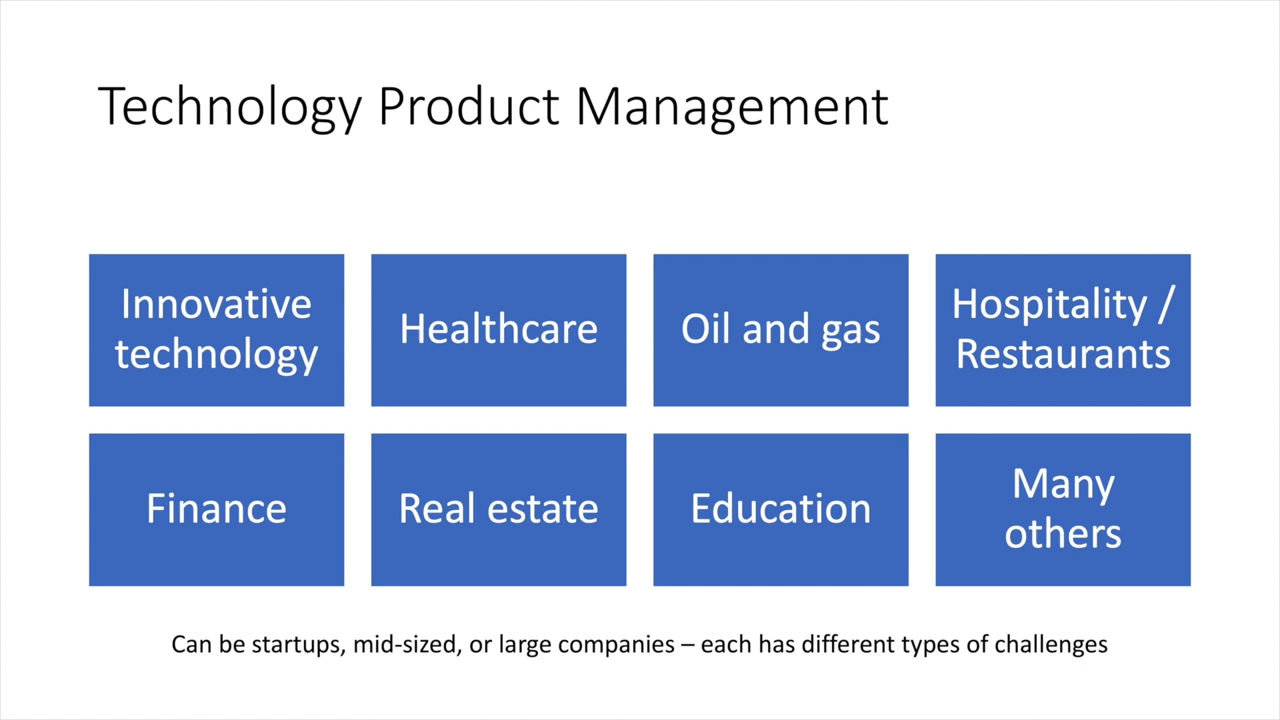 Technology Product Management
Innovative
technology
Healthcare
Oil and gas
Hospitality /
Restaurants
Finance
Real estate
Education
Many
others
Can be startups, mid-sized, or large companies – each has different types of challenges